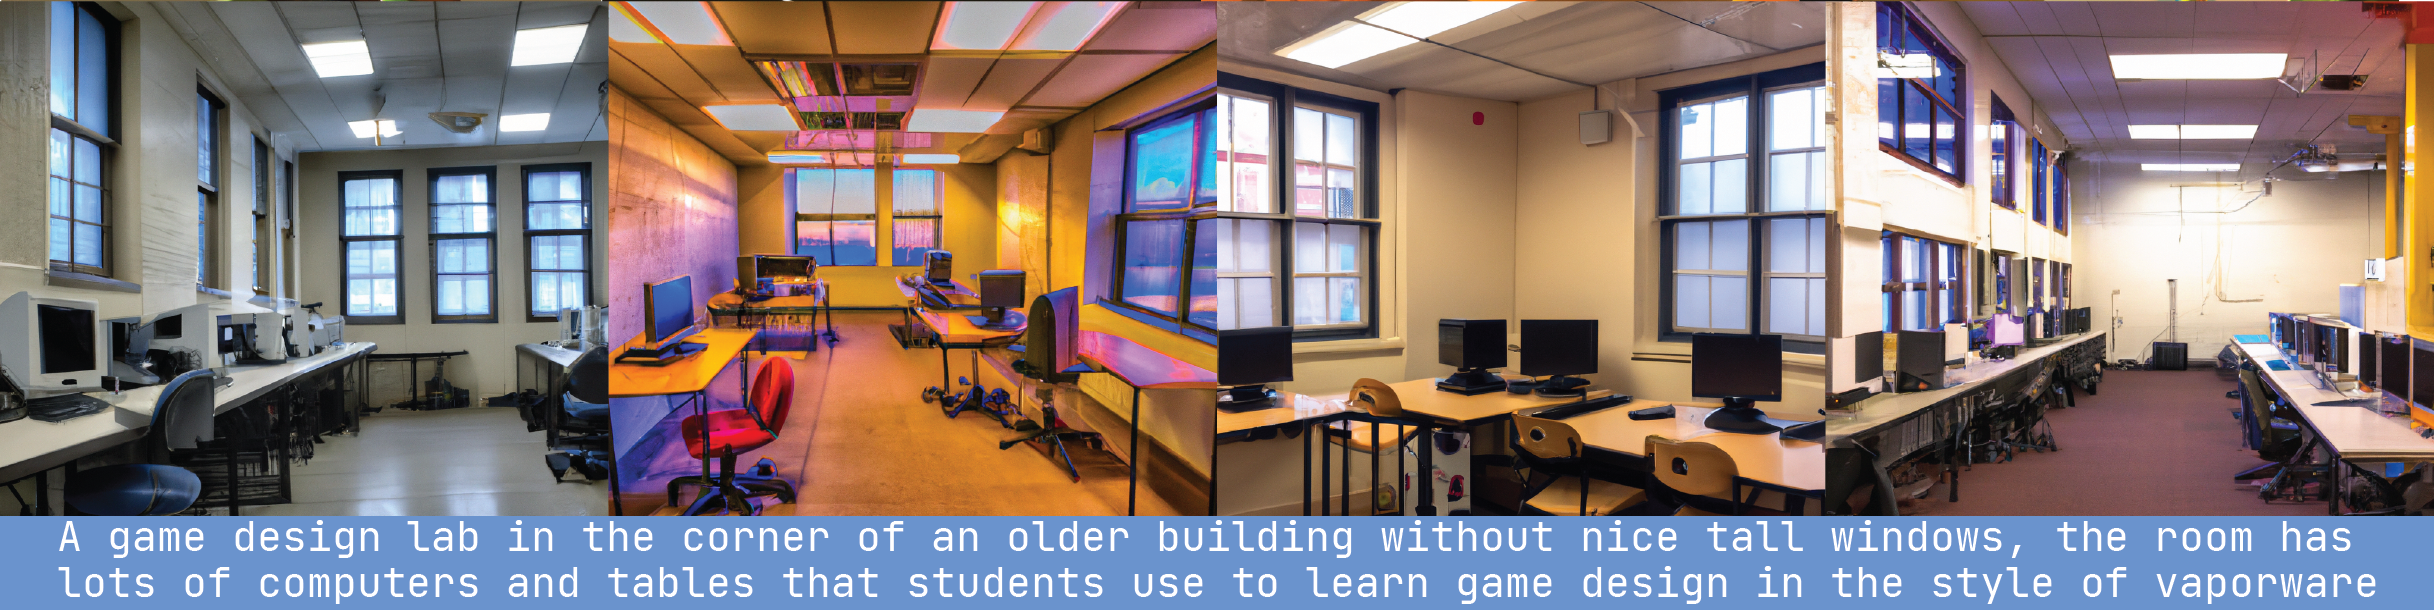 A game design lab in the corner of an older building without nice tall windows, the room has
lots of computers and tables that students use to learn game design in the style of vaporware